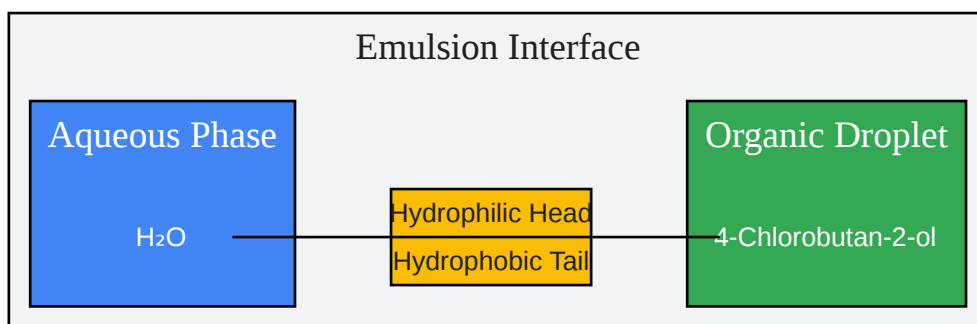 Emulsion Interface
Aqueous Phase
H₂O
Hydrophilic Head
Hydrophobic Tail
Organic Droplet
4-Chlorobutan-2-ol